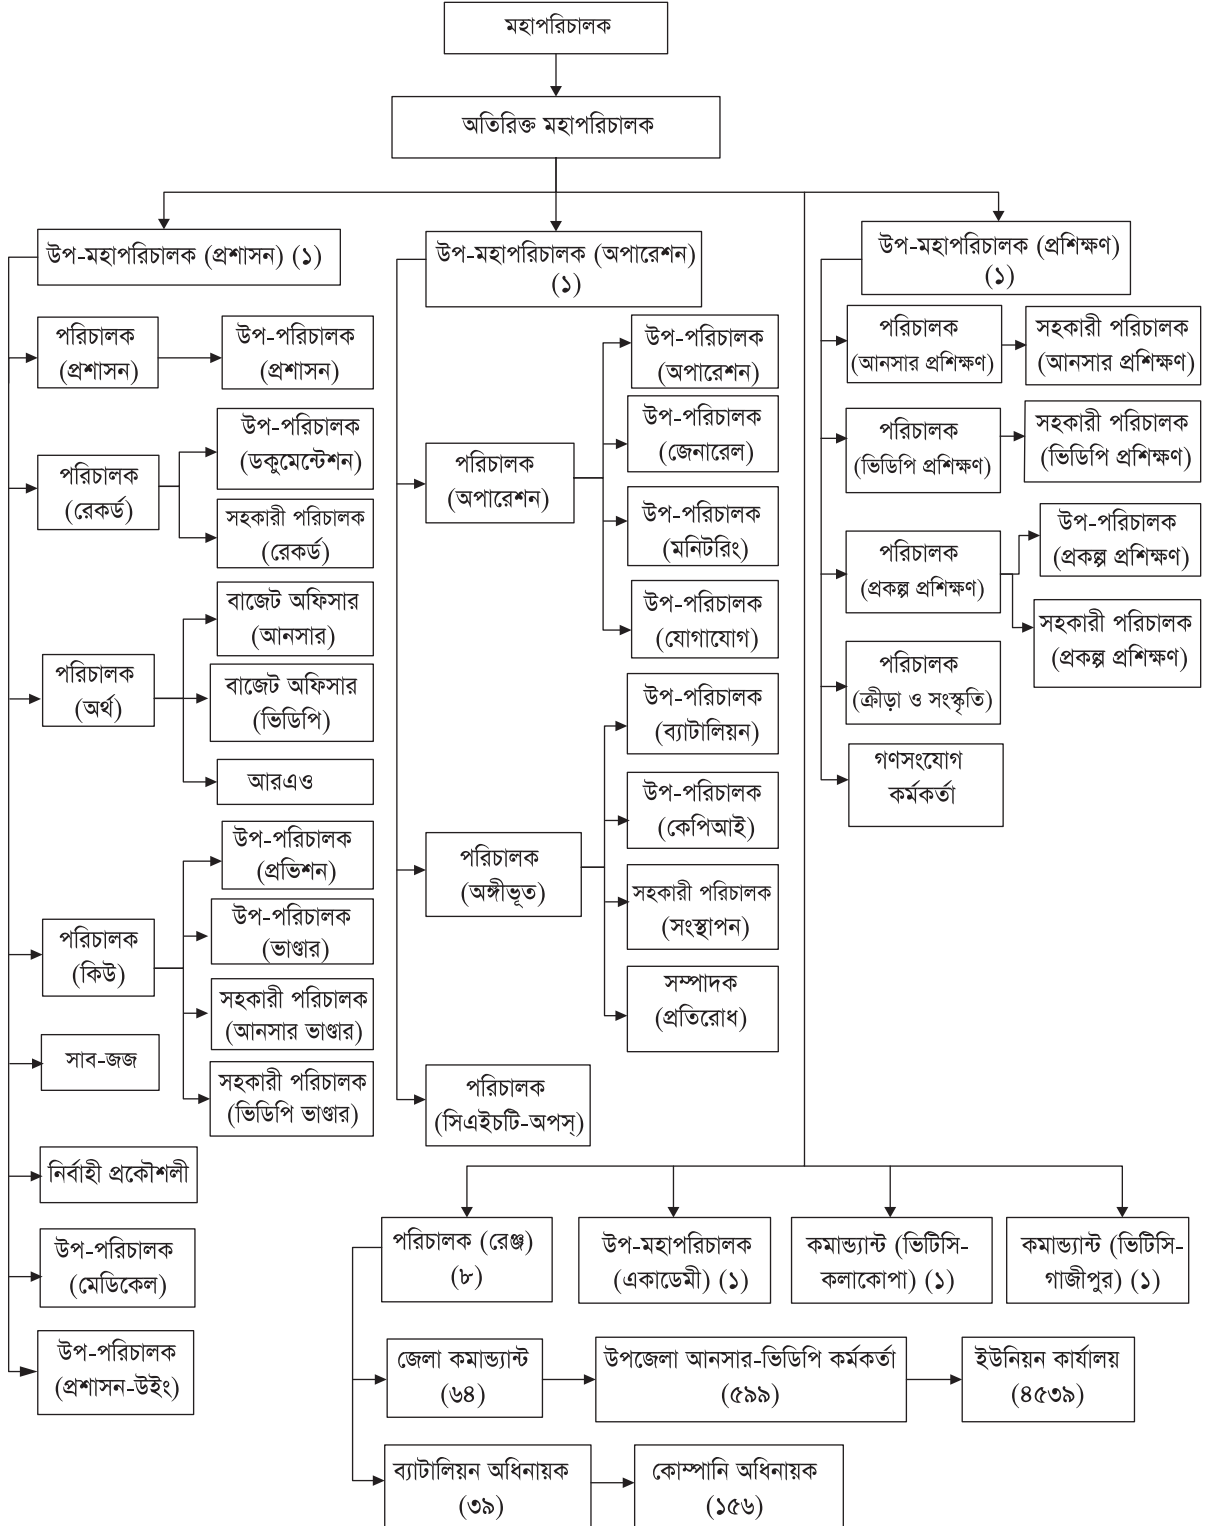 মহাপরিচালক
অতিরিক্ত মহাপরিচালক
উপ-মহাপরিচালক (প্রশাসন) (১)
পরিচালক
(প্রশাসন)
উপ-পরিচালক
(প্রশাসন)
পরিচালক
(রেকর্ড)
উপ-পরিচালক
(ডকুমেন্টেশন)
সহকারী পরিচালক
(রেকর্ড)
পরিচালক
(অর্থ)
বাজেট অফিসার
(আনসার)
বাজেট অফিসার
(ভিডিপি)
আরএও
পরিচালক
(কিউ)
উপ-পরিচালক
(প্রভিশন)
উপ-পরিচালক
(ভাণ্ডার)
সহকারী পরিচালক
(আনসার ভাণ্ডার)
সহকারী পরিচালক
(ভিডিপি ভাণ্ডার)
সাব-জজ
নির্বাহী প্রকৌশলী
উপ-পরিচালক
(মেডিকেল)
উপ-পরিচালক
(প্রশাসন-উইং)
উপ-মহাপরিচালক (অপারেশন)
(১)
পরিচালক
(অপারেশন)
উপ-পরিচালক
(অপারেশন)
উপ-পরিচালক
(জেনারেল)
উপ-পরিচালক
(মনিটরিং)
উপ-পরিচালক
(যোগাযোগ)
পরিচালক
(অঙ্গীভূত)
উপ-পরিচালক
(ব্যাটালিয়ন)
উপ-পরিচালক
(কেপিআই)
সহকারী পরিচালক
(সংস্থাপন)
সম্পাদক
(প্রতিরোধ)
পরিচালক
(সিএইচটি-অপস্)
উপ-মহাপরিচালক (প্রশিক্ষণ)
(১)
পরিচালক
(আনসার প্রশিক্ষণ)
সহকারী পরিচালক
(আনসার প্রশিক্ষণ)
পরিচালক
(ভিডিপি প্রশিক্ষণ)
সহকারী পরিচালক
(ভিডিপি প্রশিক্ষণ)
পরিচালক
(প্রকল্প প্রশিক্ষণ)
উপ-পরিচালক
(প্রকল্প প্রশিক্ষণ)
সহকারী পরিচালক
(প্রকল্প প্রশিক্ষণ)
পরিচালক
(ক্রীড়া ও সংস্কৃতি)
গণসংযোগ
কর্মকর্তা
পরিচালক (রেঞ্জ)
(৮)
উপ-মহাপরিচালক
(একাডেমী) (১)
কমান্ড্যান্ট (ভিটিসি-
কলাকোপা) (১)
কমান্ড্যান্ট (ভিটিসি-
গাজীপুর) (১)
জেলা কমান্ড্যান্ট
(৬৪)
উপজেলা আনসার-ভিডিপি কর্মকর্তা
(৫৯৯)
ইউনিয়ন কার্যালয়
(৪৫৩৯)
ব্যাটালিয়ন অধিনায়ক
(৩৯)
কোম্পানি অধিনায়ক
(১৫৬)